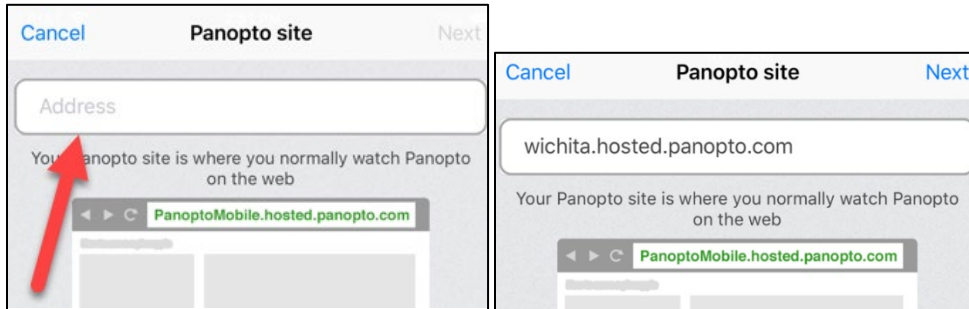 Cancel Panopto site Next
Address
Your Panopto site is where you normally watch Panopto
on the web
PanoptoMobile.hosted.panopto.com
Cancel Panopto site Next
wichita.hosted.panopto.com
Your Panopto site is where you normally watch Panopto
on the web
PanoptoMobile.hosted.panopto.com